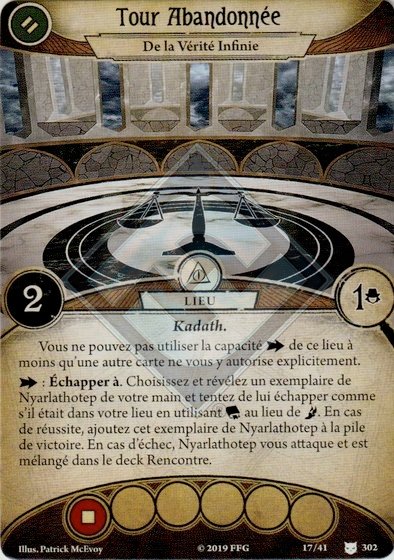 Tour Abandonnée
De la Vérité Infinie
2
1
LIEU
Kadath.
Vous ne pouvez pas utiliser la capacité de ce lieu à
moins qu'une autre carte ne vous y autorise explicitement.
: Échapper à. Choisissez et révélez un exemplaire de
Nyarlathotep de votre main et tentez de lui échapper comme
s'il était dans votre lieu en utilisant au lieu de . En cas
de réussite, ajoutez cet exemplaire de Nyarlathotep à la pile
de victoire. En cas d'échec, Nyarlathotep vous attaque et est
mélangé dans le deck Rencontre.
Illus. Patrick McEvoy © 2019 FFG 17/41 302